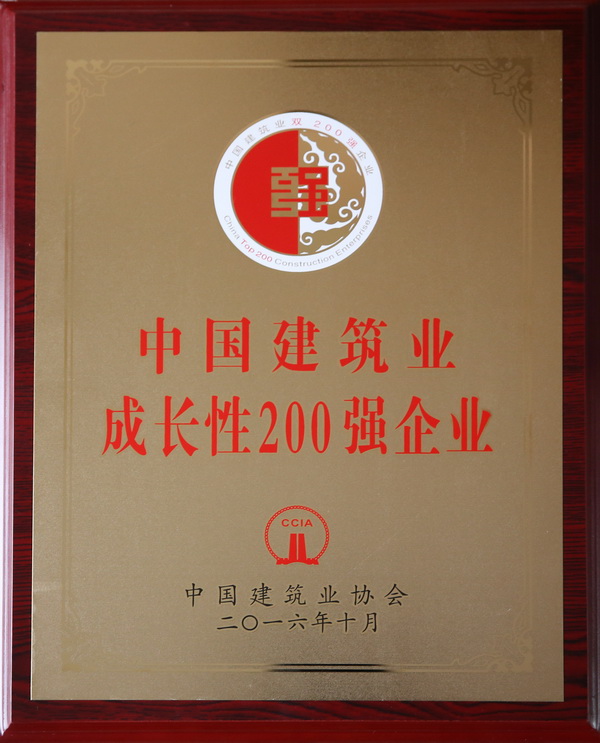 中国建筑业双200强企业
强
China Top 200 Construction Enterprises
中国建筑业
成长性200强企业
CCIA
中国建筑业协会
二〇一六年十月